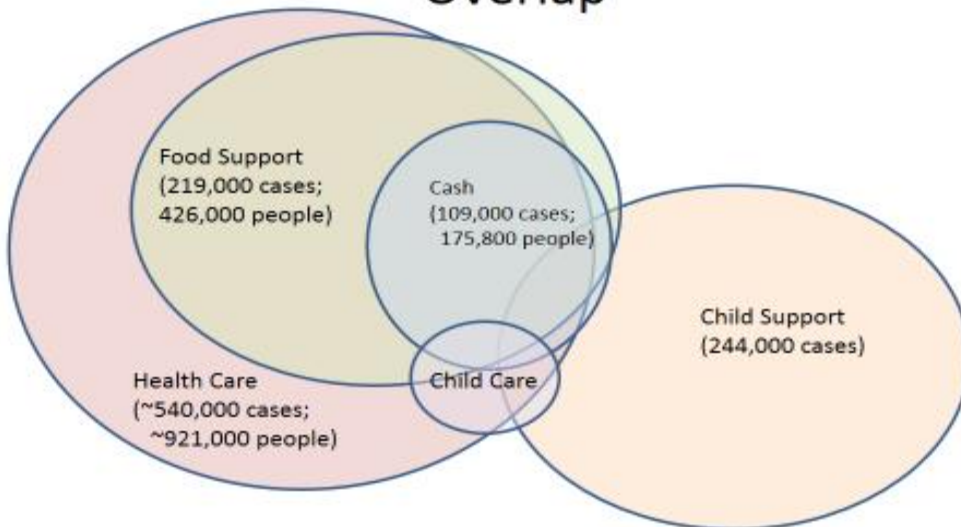 Overlap
Food Support
(219,000 cases;
426,000 people)
Cash
(109,000 cases;
175,800 people)
Child Support
(244,000 cases)
Health Care
(~540,000 cases;
~921,000 people)
Child Care